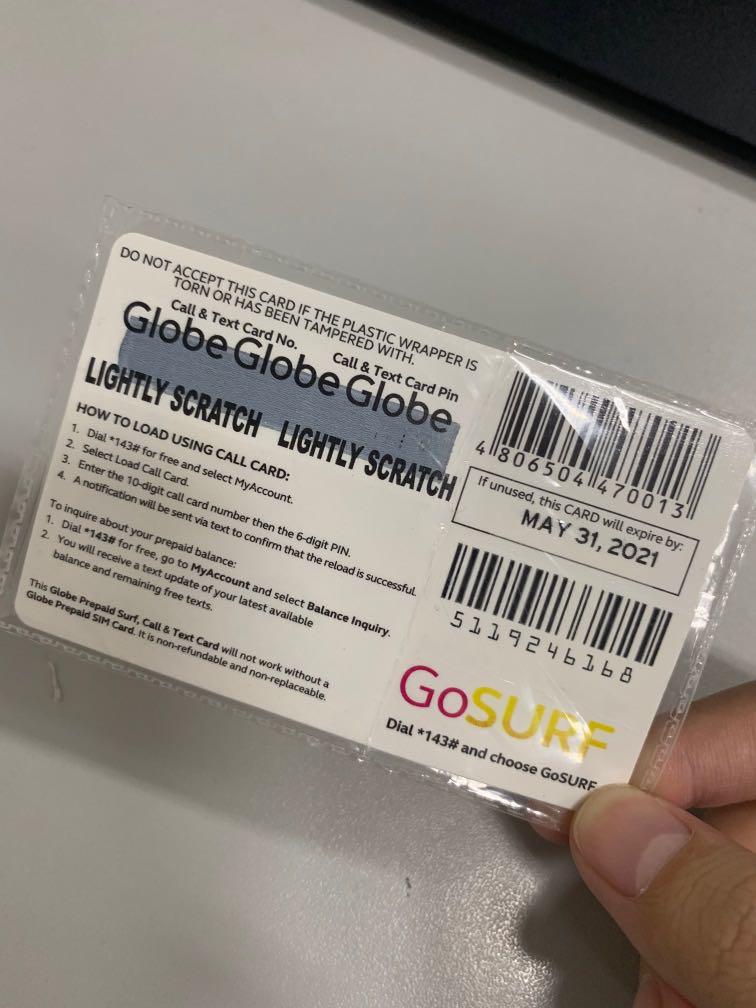 DO NOT ACCEPT THIS CARD IF THE PLASTIC WRAPPER IS
TORN OR HAS BEEN TAMPERED WITH.
Call & Text Card No.
Call & Text Card Pin
Globe Globe Globe
LIGHTLY SCRATCH LIGHTLY SCRATCH
HOW TO LOAD USING CALL CARD:
1. Dial *143# for free and select MyAccount.
2. Select Load Call Card.
3. Enter the 10-digit call card number then the 6-digit PIN.
4. A notification will be sent via text to confirm that the reload is successful.
To inquire about your prepaid balance:
1. Dial *143# for free, go to MyAccount and select Balance Inquiry.
2. You will receive a text update of your latest available
balance and remaining free texts.
This Globe Prepaid Surf, Call & Text Card will not work without a
Globe Prepaid SIM Card. It is non-refundable and non-replaceable.
4 806504 470013
If unused, this CARD will expire by:
MAY 31, 2021
5119246168
GoSURF
Dial *143# and choose GoSURF